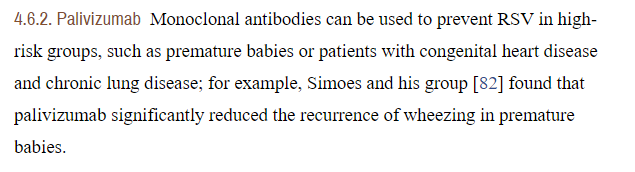 4.6.2. Palivizumab Monoclonal antibodies can be used to prevent RSV in high-
risk groups, such as premature babies or patients with congenital heart disease
and chronic lung disease; for example, Simoes and his group [82] found that
palivizumab significantly reduced the recurrence of wheezing in premature
babies.